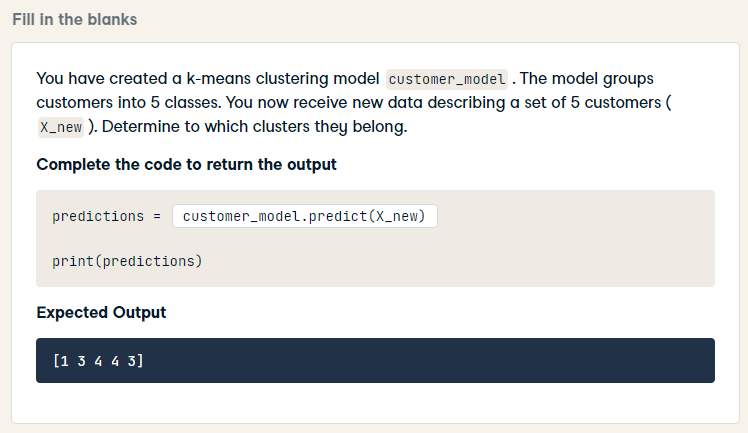 Fill in the blanks
You have created a k-means clustering model customer_model . The model groups
customers into 5 classes. You now receive new data describing a set of 5 customers (
X_new ). Determine to which clusters they belong.
Complete the code to return the output
predictions = customer_model.predict(X_new)
print(predictions)
Expected Output
[1 3 4 4 3]